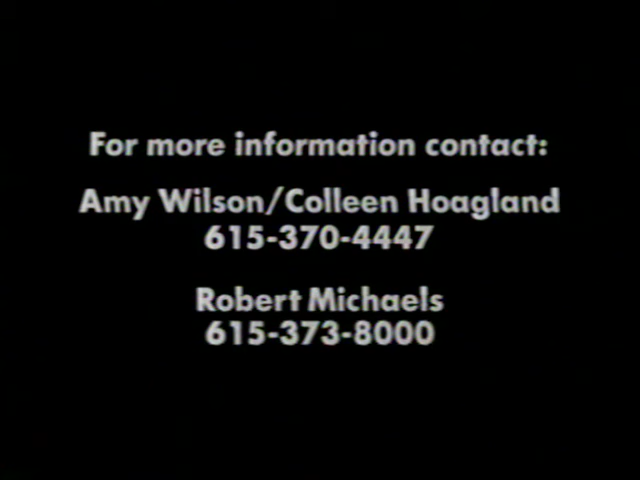 For more information contact:
Amy Wilson/Colleen Hoagland
615-370-4447
Robert Michaels
615-373-8000